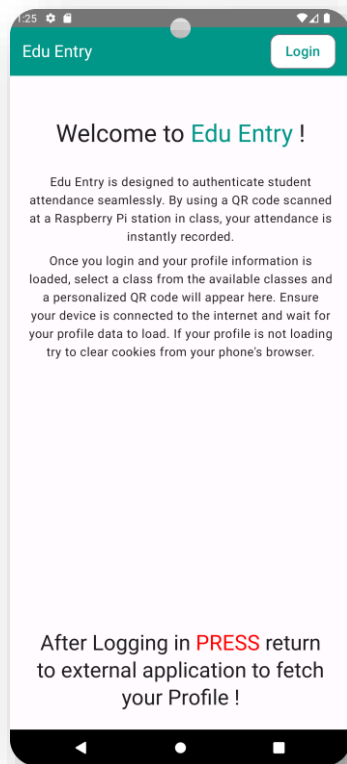 1:25
Edu Entry
Login
Welcome to Edu Entry !
Edu Entry is designed to authenticate student
attendance seamlessly. By using a QR code scanned
at a Raspberry Pi station in class, your attendance is
instantly recorded.
Once you login and your profile information is
loaded, select a class from the available classes and
a personalized QR code will appear here. Ensure
your device is connected to the internet and wait for
your profile data to load. If your profile is not loading
try to clear cookies from your phone's browser.
After Logging in PRESS return
to external application to fetch
your Profile !